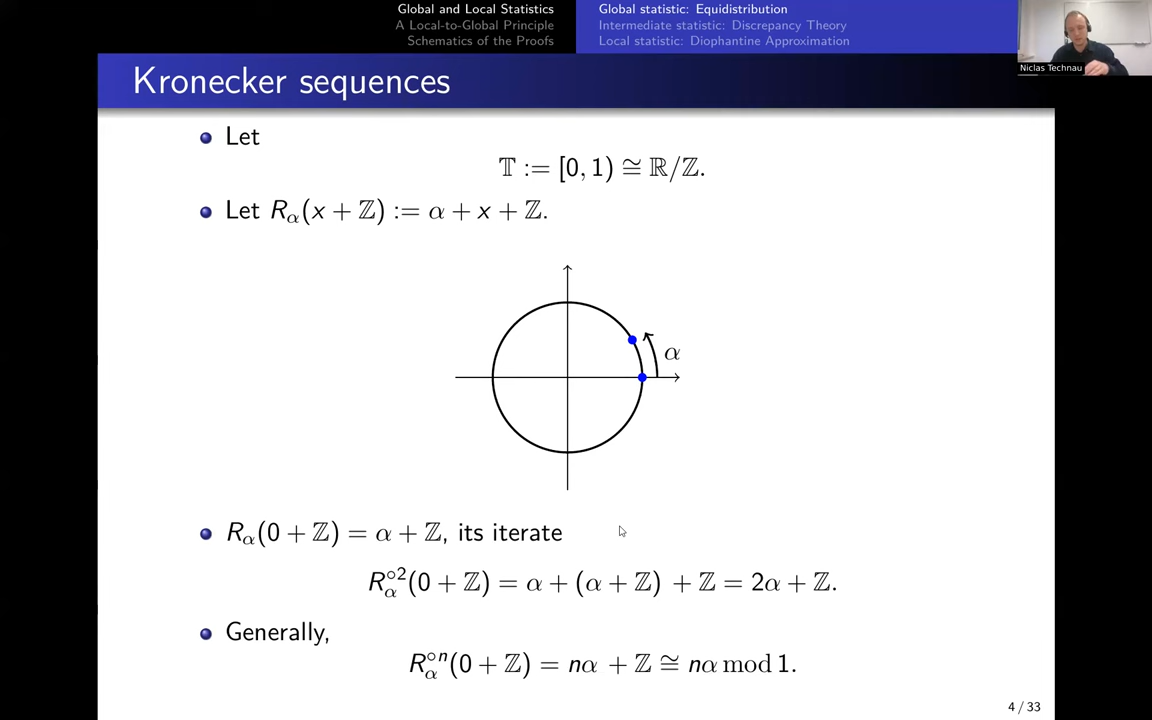 Global and Local Statistics
A Local-to-Global Principle
Schematics of the Proofs
Global statistic: Equidistribution
Intermediate statistic: Discrepancy Theory
Local statistic: Diophantine Approximation
Niclas Technau
Kronecker sequences
Let
𝕋 := [0, 1) ≅ ℝ/ℤ.
Let R_α(x + ℤ) := α + x + ℤ.
α
R_α(0 + ℤ) = α + ℤ, its iterate
R_α^{∘2}(0 + ℤ) = α + (α + ℤ) + ℤ = 2α + ℤ.
Generally,
R_α^{∘n}(0 + ℤ) = nα + ℤ ≅ nα mod 1.
4 / 33